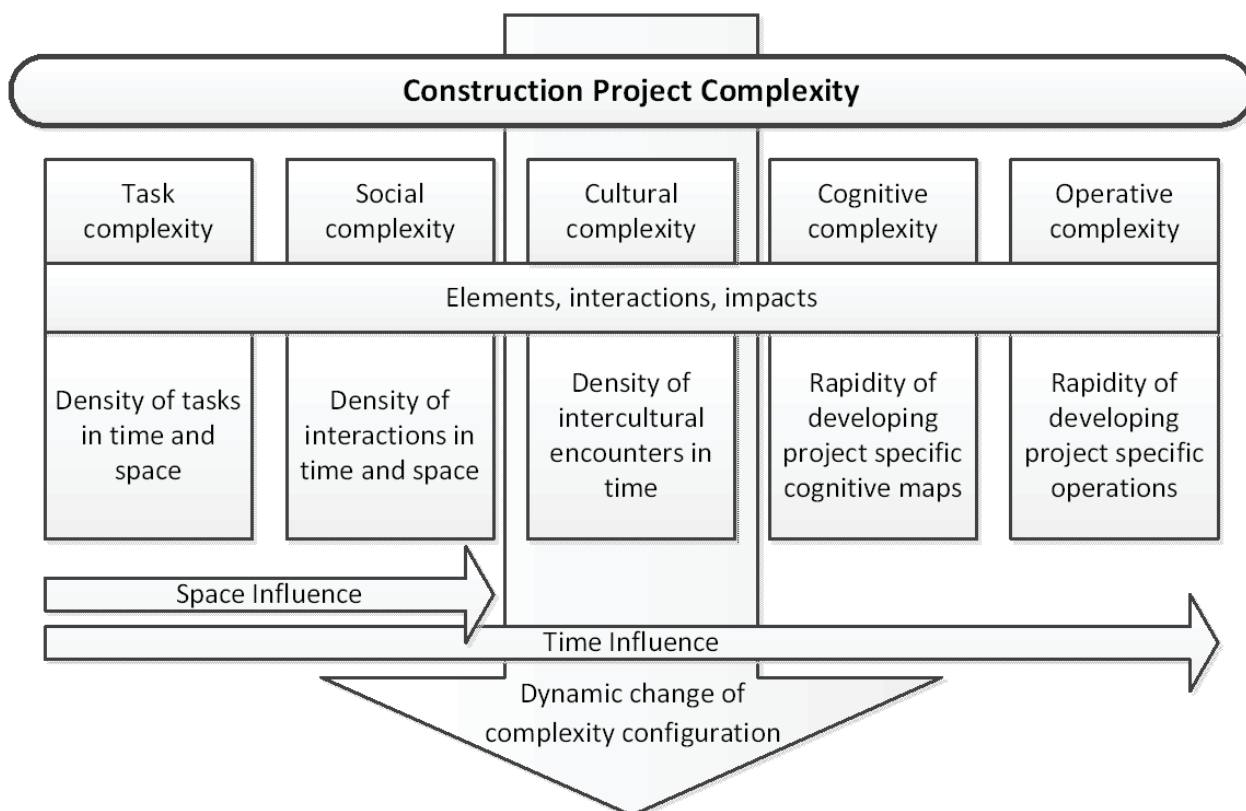 Construction Project Complexity
Task
complexity
Social
complexity
Cultural
complexity
Cognitive
complexity
Operative
complexity
Elements, interactions, impacts
Density of tasks
in time and
space
Density of
interactions in
time and space
Density of
intercultural
encounters in
time
Rapidity of
developing
project specific
cognitive maps
Rapidity of
developing
project specific
operations
Space Influence
Time Influence
Dynamic change of
complexity configuration